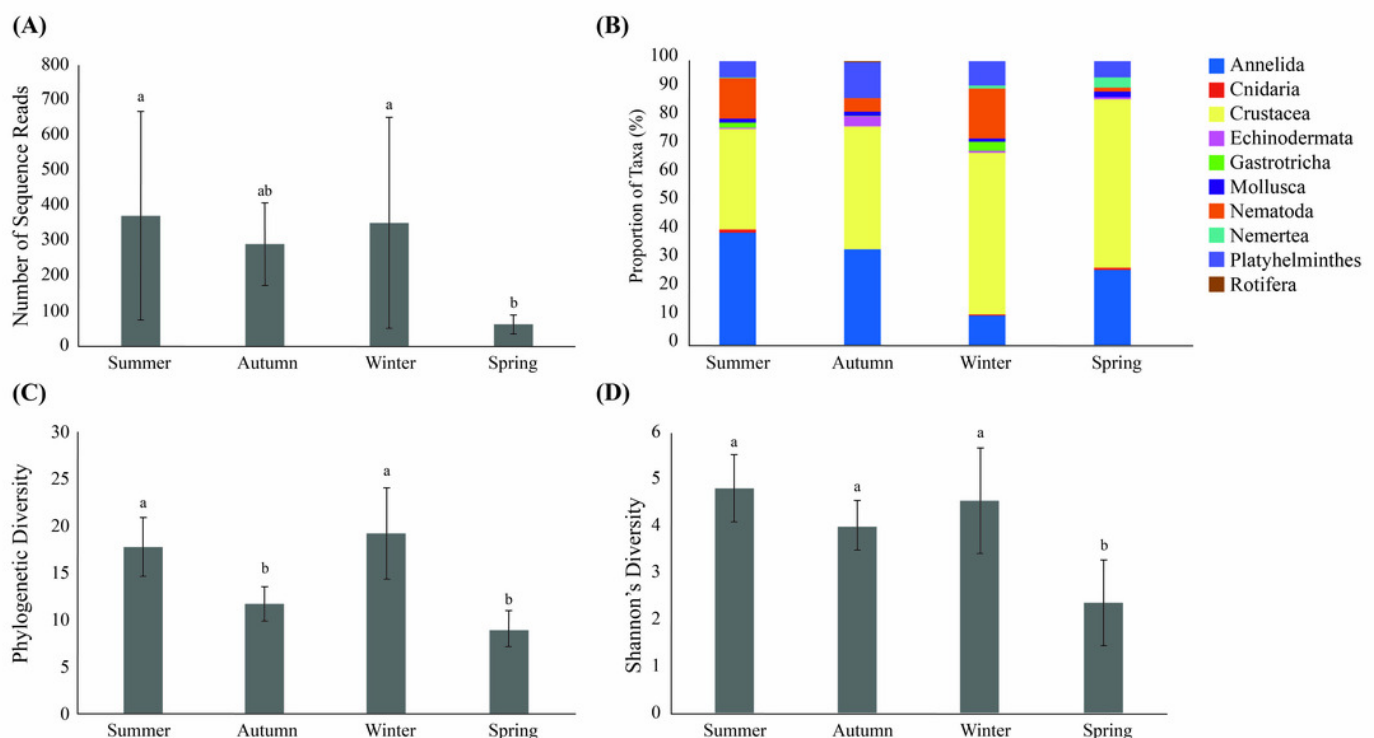 (A)
Number of Sequence Reads
800
700
600
500
400
300
200
100
0
a
ab
a
b
Summer Autumn Winter Spring
(B)
Proportion of Taxa (%)
100
90
80
70
60
50
40
30
20
10
0
Summer Autumn Winter Spring
Annelida
Cnidaria
Crustacea
Echinodermata
Gastrotricha
Mollusca
Nematoda
Nemertea
Platyhelminthes
Rotifera
(C)
Phylogenetic Diversity
30
25
20
15
10
5
0
a
b
a
b
Summer Autumn Winter Spring
(D)
Shannon's Diversity
6
5
4
3
2
1
0
a
a
a
b
Summer Autumn Winter Spring